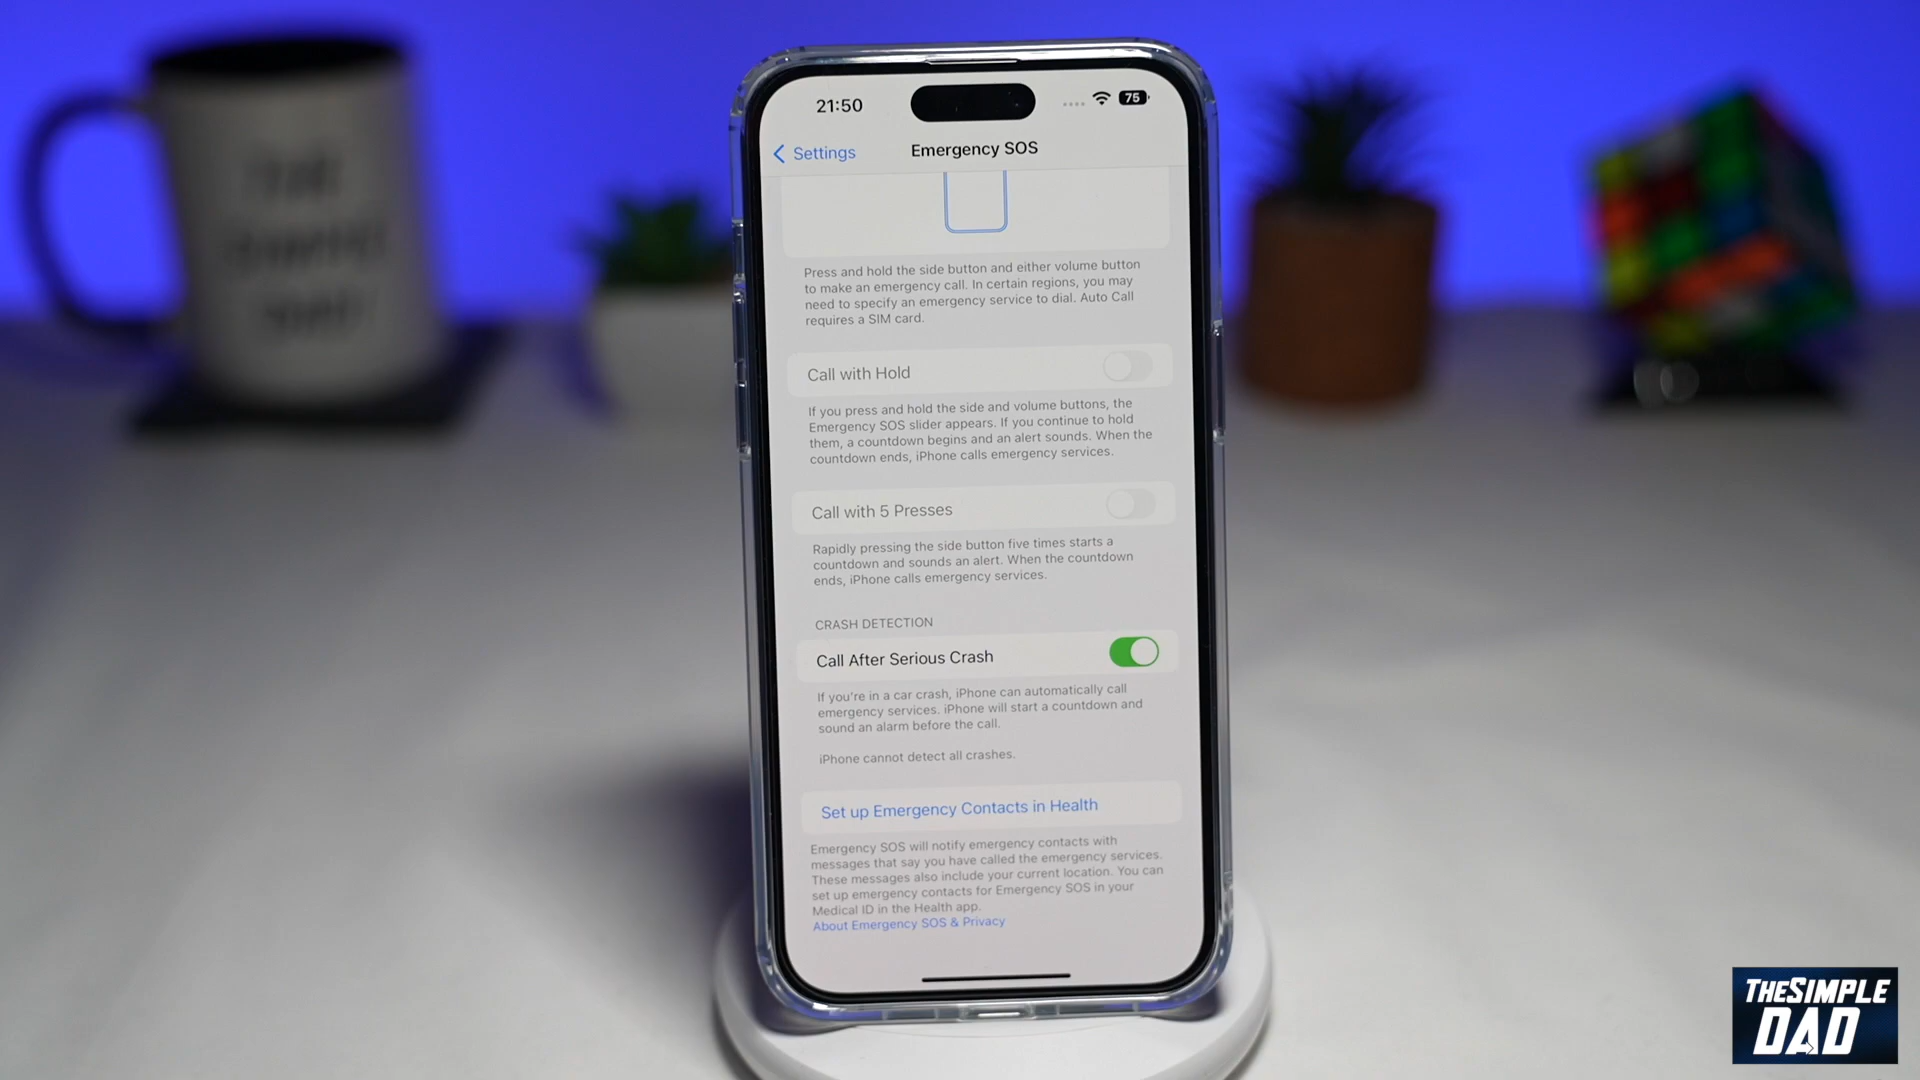 21:50
75
Settings
Emergency SOS
Press and hold the side button and either volume button
to make an emergency call. In certain regions, you may
need to specify an emergency service to dial. Auto Call
requires a SIM card.
Call with Hold
If you press and hold the side and volume buttons, the
Emergency SOS slider appears. If you continue to hold
them, a countdown begins and an alert sounds. When the
countdown ends, iPhone calls emergency services.
Call with 5 Presses
Rapidly pressing the side button five times starts a
countdown and sounds an alert. When the countdown
ends, iPhone calls emergency services.
CRASH DETECTION
Call After Serious Crash
If you're in a car crash, iPhone can automatically call
emergency services. iPhone will start a countdown and
sound an alarm before the call.
iPhone cannot detect all crashes.
Set up Emergency Contacts in Health
Emergency SOS will notify emergency contacts with
messages that say you have called the emergency services.
These messages also include your current location. You can
set up emergency contacts for Emergency SOS in your
Medical ID in the Health app.
About Emergency SOS & Privacy
THE SIMPLE
DAD